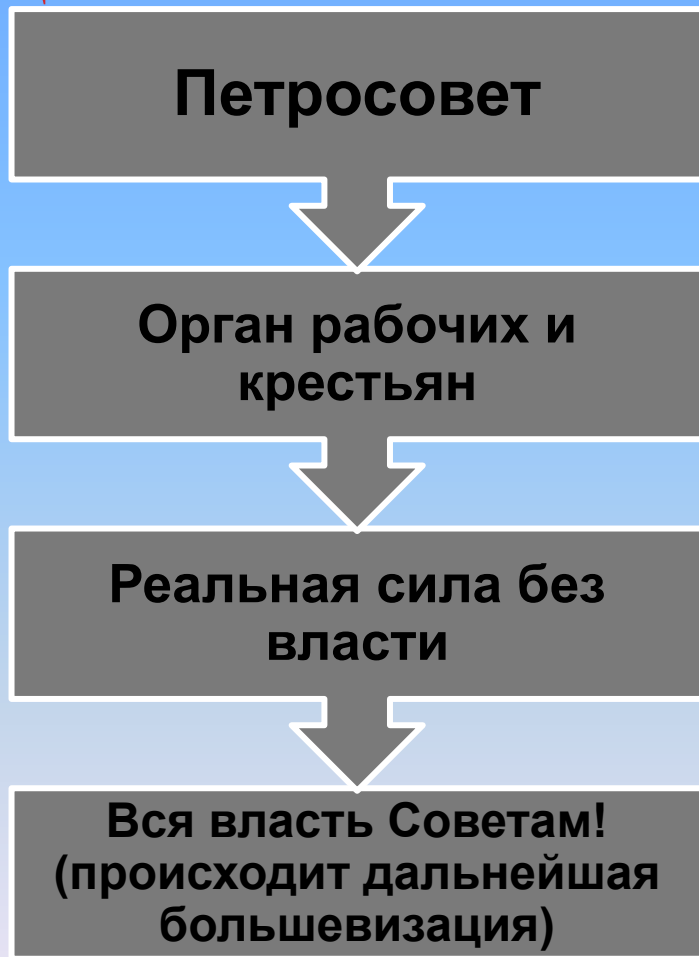 Петросовет
Орган рабочих и
крестьян
Реальная сила без
власти
Вся власть Советам!
(происходит дальнейшая
большевизация)